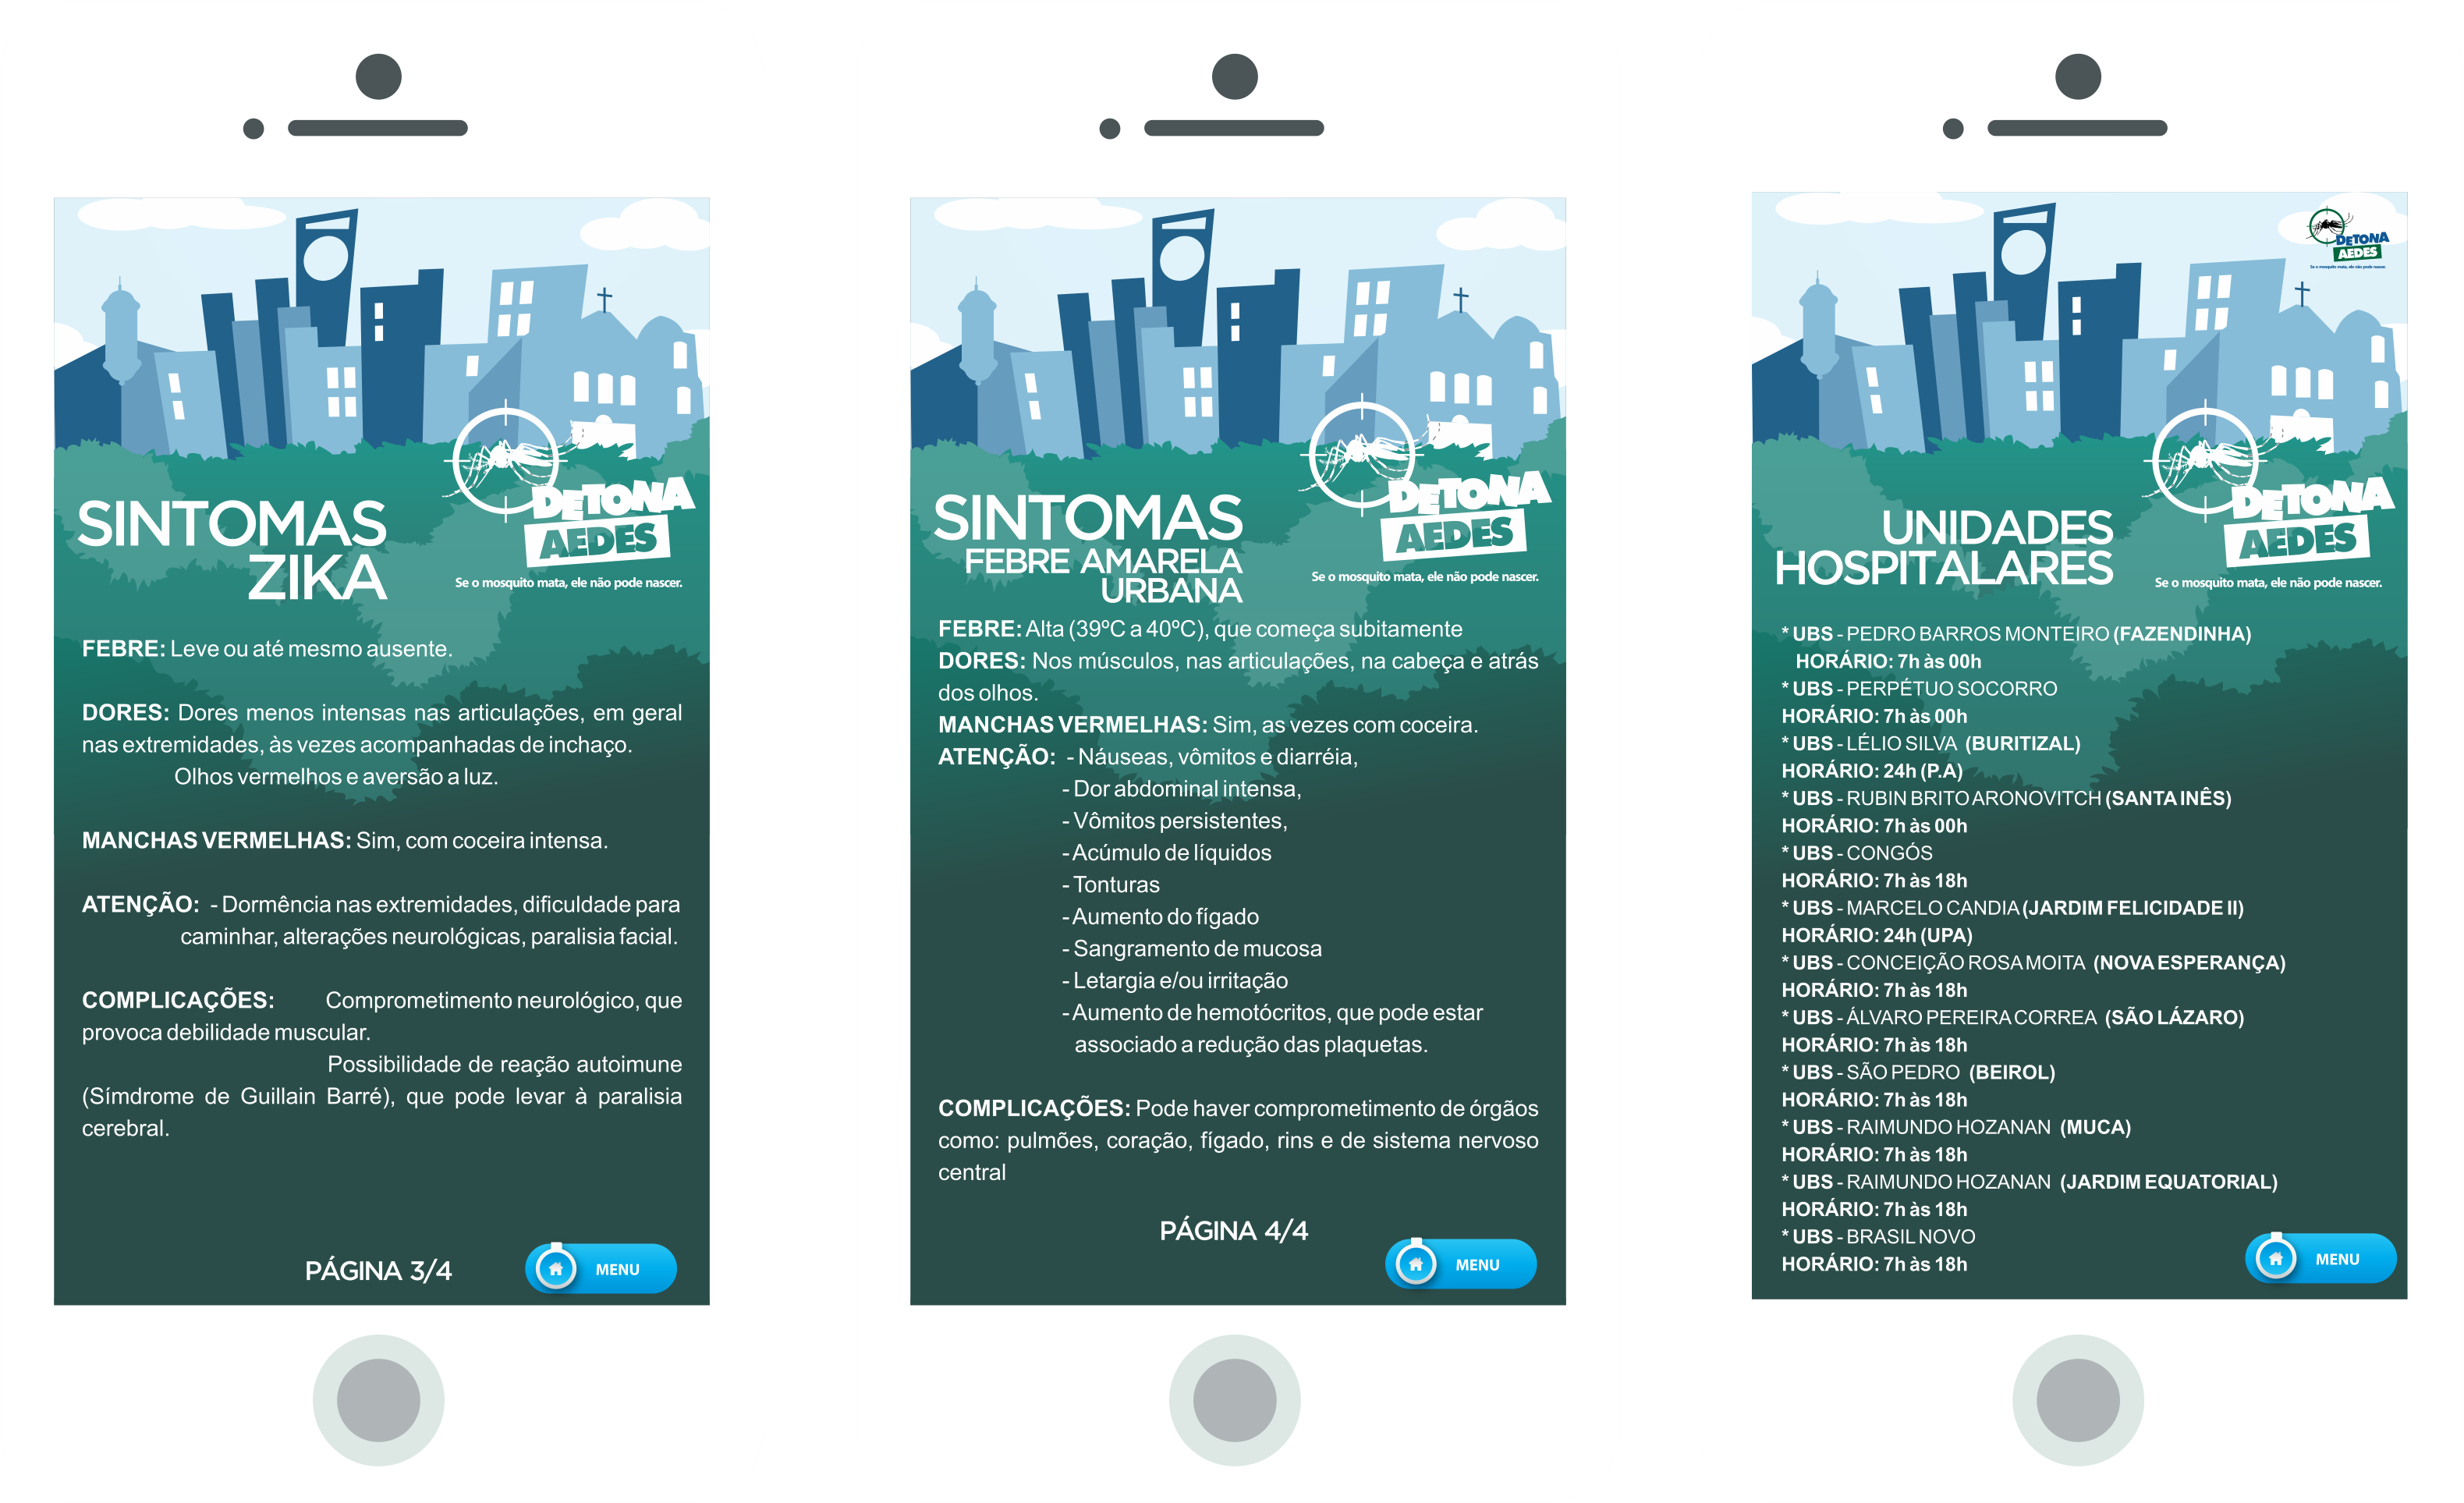 SINTOMAS
ZIKA
DETONA
AEDES
Se o mosquito mata, ele não pode nascer.
FEBRE: Leve ou até mesmo ausente.
DORES: Dores menos intensas nas articulações, em geral
nas extremidades, às vezes acompanhadas de inchaço.
Olhos vermelhos e aversão a luz.
MANCHAS VERMELHAS: Sim, com coceira intensa.
ATENÇÃO: - Dormência nas extremidades, dificuldade para
caminhar, alterações neurológicas, paralisia facial.
COMPLICAÇÕES: Comprometimento neurológico, que
provoca debilidade muscular.
Possibilidade de reação autoimune
(Símdrome de Guillain Barré), que pode levar à paralisia
cerebral.
PÁGINA 3/4
MENU
SINTOMAS
FEBRE AMARELA
URBANA
DETONA
AEDES
Se o mosquito mata, ele não pode nascer.
FEBRE: Alta (39ºC a 40ºC), que começa subitamente
DORES: Nos músculos, nas articulações, na cabeça e atrás
dos olhos.
MANCHAS VERMELHAS: Sim, as vezes com coceira.
ATENÇÃO: - Náuseas, vômitos e diarréia,
- Dor abdominal intensa,
- Vômitos persistentes,
- Acúmulo de líquidos
- Tonturas
- Aumento do fígado
- Sangramento de mucosa
- Letargia e/ou irritação
- Aumento de hemotócritos, que pode estar
associado a redução das plaquetas.
COMPLICAÇÕES: Pode haver comprometimento de órgãos
como: pulmões, coração, fígado, rins e de sistema nervoso
central
PÁGINA 4/4
MENU
DETONA
AEDES
Se o mosquito mata, ele não pode nascer.
UNIDADES
HOSPITALARES
DETONA
AEDES
Se o mosquito mata, ele não pode nascer.
* UBS - PEDRO BARROS MONTEIRO (FAZENDINHA)
HORÁRIO: 7h às 00h
* UBS - PERPÉTUO SOCORRO
HORÁRIO: 7h às 00h
* UBS - LÉLIO SILVA (BURITIZAL)
HORÁRIO: 24h (P.A)
* UBS - RUBIN BRITO ARONOVITCH (SANTA INÊS)
HORÁRIO: 7h às 00h
* UBS - CONGÓS
HORÁRIO: 7h às 18h
* UBS - MARCELO CANDIA (JARDIM FELICIDADE II)
HORÁRIO: 24h (UPA)
* UBS - CONCEIÇÃO ROSA MOITA (NOVA ESPERANÇA)
HORÁRIO: 7h às 18h
* UBS - ÁLVARO PEREIRA CORREA (SÃO LÁZARO)
HORÁRIO: 7h às 18h
* UBS - SÃO PEDRO (BEIROL)
HORÁRIO: 7h às 18h
* UBS - RAIMUNDO HOZANAN (MUCA)
HORÁRIO: 7h às 18h
* UBS - RAIMUNDO HOZANAN (JARDIM EQUATORIAL)
HORÁRIO: 7h às 18h
* UBS - BRASIL NOVO
HORÁRIO: 7h às 18h
MENU